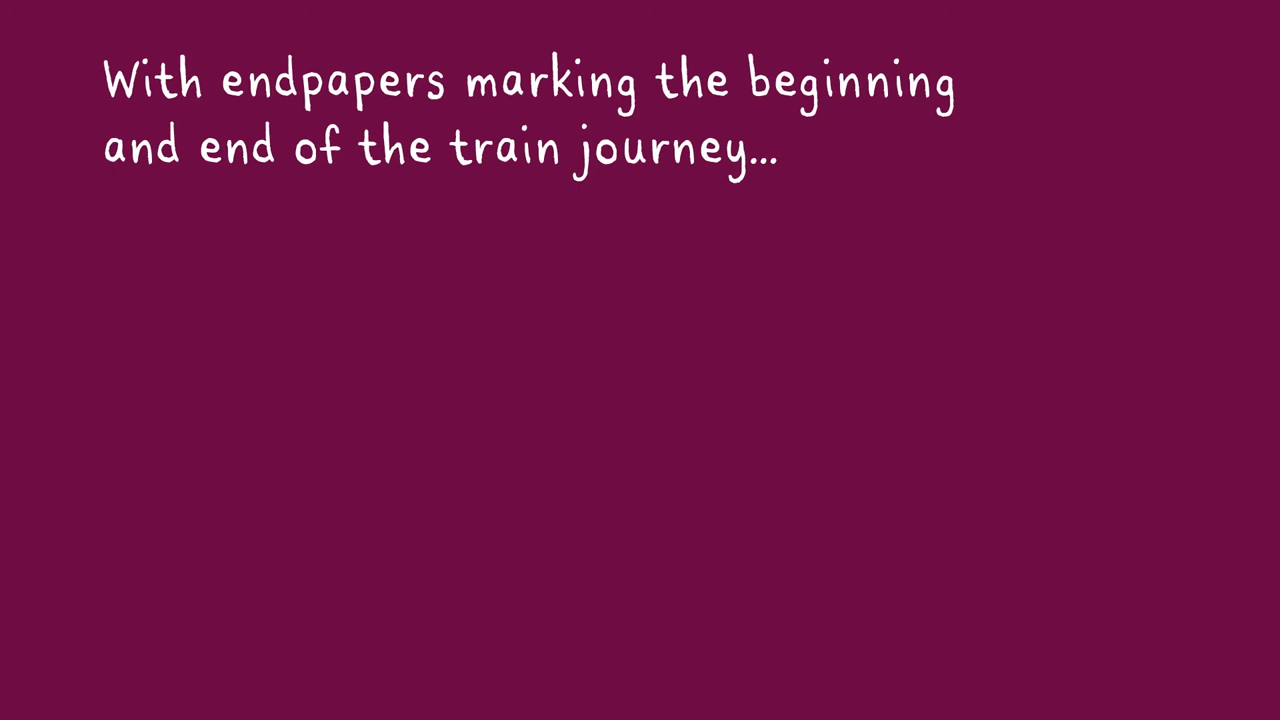 With endpapers marking the beginning
and end of the train journey...